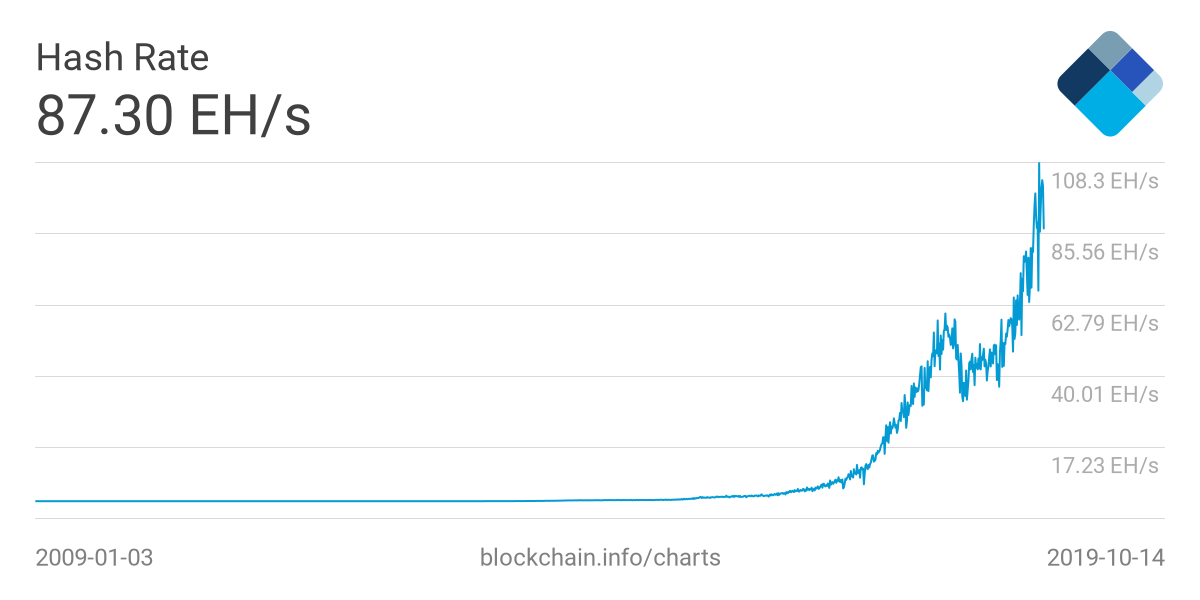 Hash Rate
87.30 EH/s
108.3 EH/s
85.56 EH/s
62.79 EH/s
40.01 EH/s
17.23 EH/s
2009-01-03
blockchain.info/charts
2019-10-14